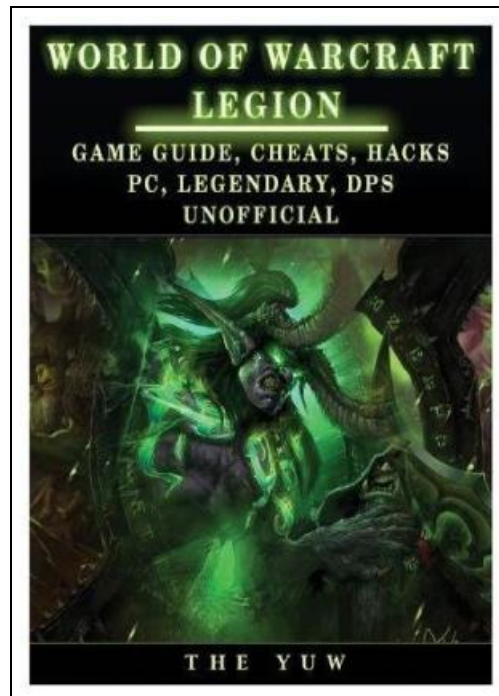 WORLD OF WARCRAFT
LEGION
GAME GUIDE, CHEATS, HACKS
PC, LEGENDARY, DPS
UNOFFICIAL
THE YUW